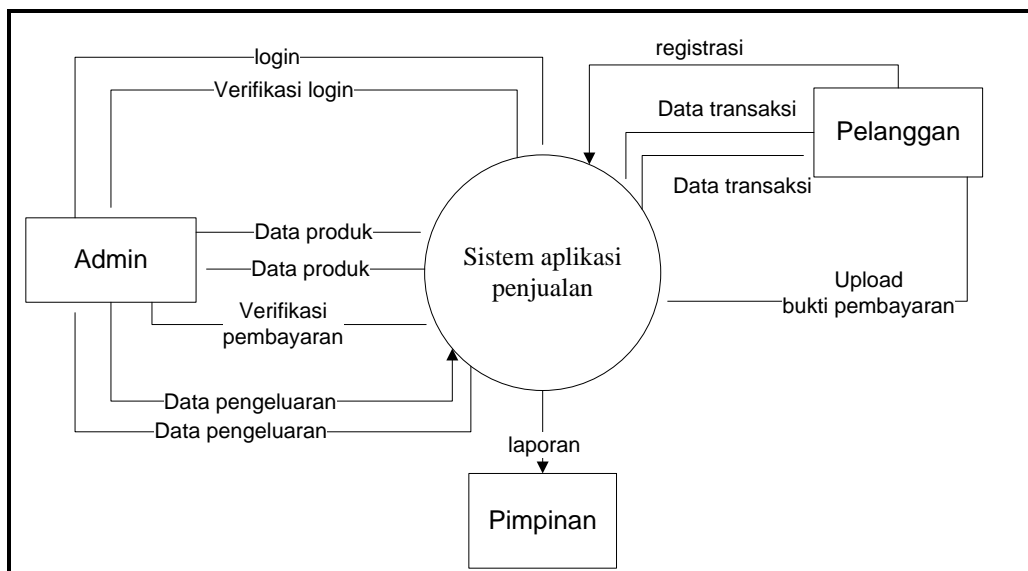 login
registrasi
Verifikasi login
Data transaksi
Pelanggan
Data transaksi
Data produk
Admin
Data produk
Sistem aplikasi
penjualan
Upload
bukti pembayaran
Verifikasi
pembayaran
Data pengeluaran
Data pengeluaran
laporan
Pimpinan